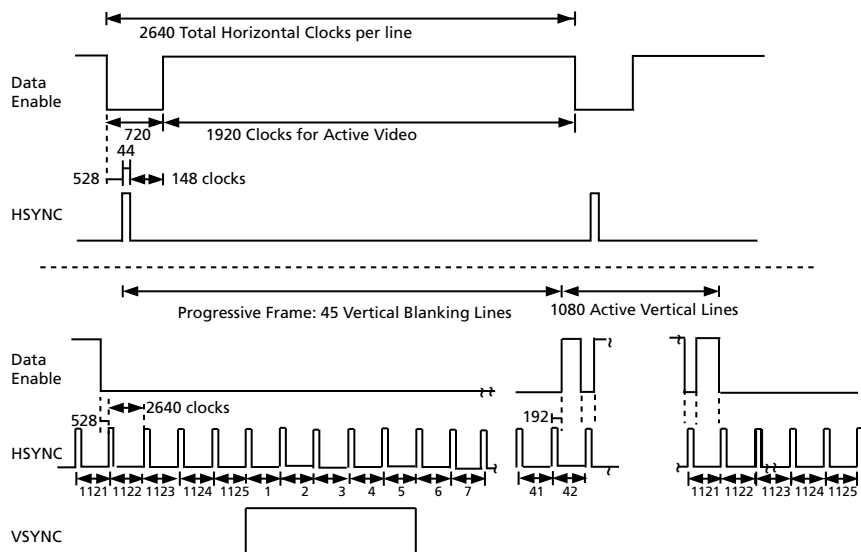 2640 Total Horizontal Clocks per line
Data
Enable
720
1920 Clocks for Active Video
44
528
148 clocks
HSYNC
Progressive Frame: 45 Vertical Blanking Lines
1080 Active Vertical Lines
Data
Enable
2640 clocks
528
192
HSYNC
1121 1122 1123 1124 1125 1 2 3 4 5 6 7 41 42 1121 1122 1123 1124 1125
VSYNC